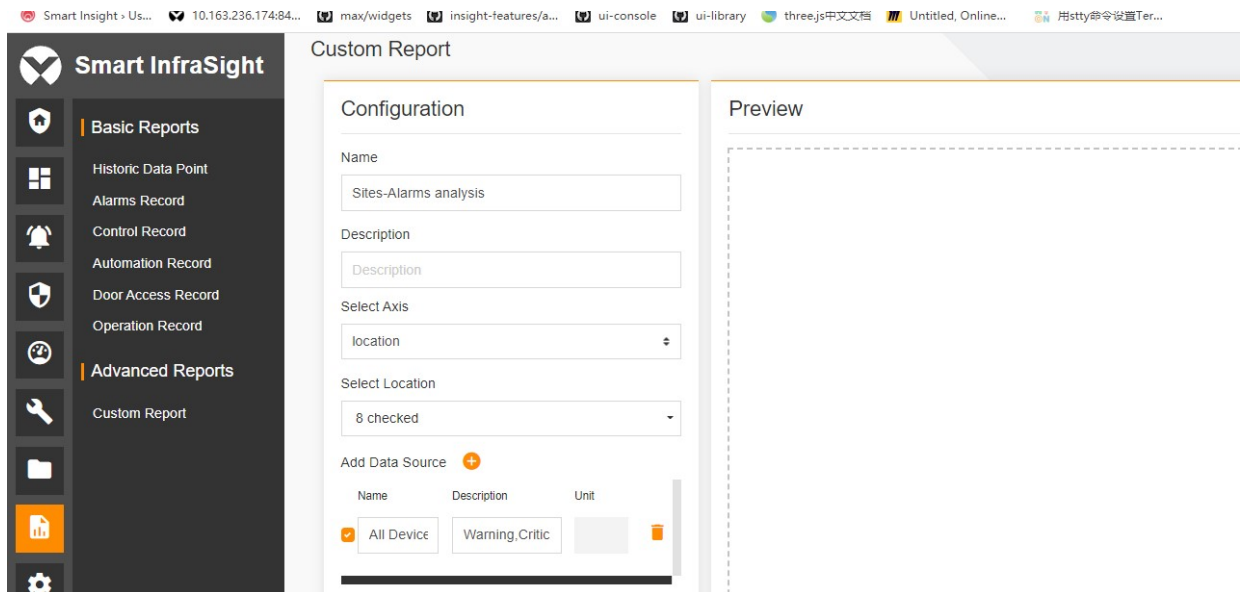 Smart Insight › Us...
10.163.236.174:84...
max/widgets
insight-features/a...
ui-console
ui-library
three.js中文文档
Untitled, Online...
用stty命令设置Ter...
Smart InfraSight
Basic Reports
Historic Data Point
Alarms Record
Control Record
Automation Record
Door Access Record
Operation Record
Advanced Reports
Custom Report
Custom Report
Configuration
Name
Sites-Alarms analysis
Description
Description
Select Axis
location
Select Location
8 checked
Add Data Source
Name Description Unit
All Device Warning,Critic
Preview